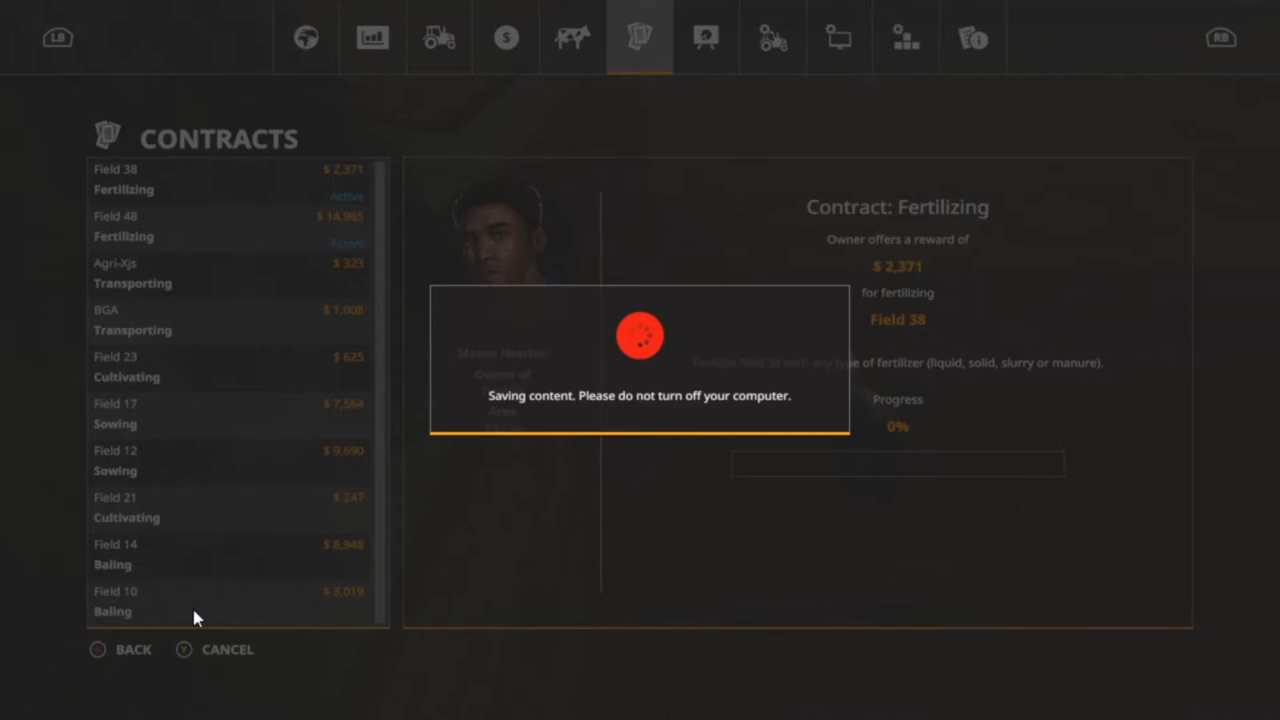 LB
RB
CONTRACTS
Field 38 $ 2,371
Fertilizing Active
Field 48 $ 14,965
Fertilizing Active
Agri-Xjs $ 323
Transporting
BGA $ 1,008
Transporting
Field 23 $ 625
Cultivating
Field 17 $ 7,564
Sowing
Field 12 $ 9,690
Sowing
Field 21 $ 247
Cultivating
Field 14 $ 8,948
Baling
Field 10 $ 3,019
Baling
Contract: Fertilizing
Owner offers a reward of
$ 2,371
for fertilizing
Field 38
Fertilize Field 38 with any type of fertilizer (liquid, solid, slurry or manure).
Progress
0%
Owner of
Area
Saving content. Please do not turn off your computer.
BACK
Y CANCEL